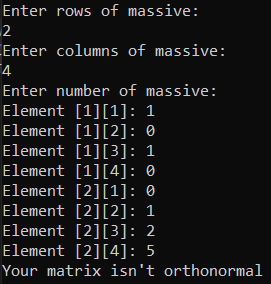 Enter rows of massive:
2
Enter columns of massive:
4
Enter number of massive:
Element [1][1]: 1
Element [1][2]: 0
Element [1][3]: 1
Element [1][4]: 0
Element [2][1]: 0
Element [2][2]: 1
Element [2][3]: 2
Element [2][4]: 5
Your matrix isn't orthonormal